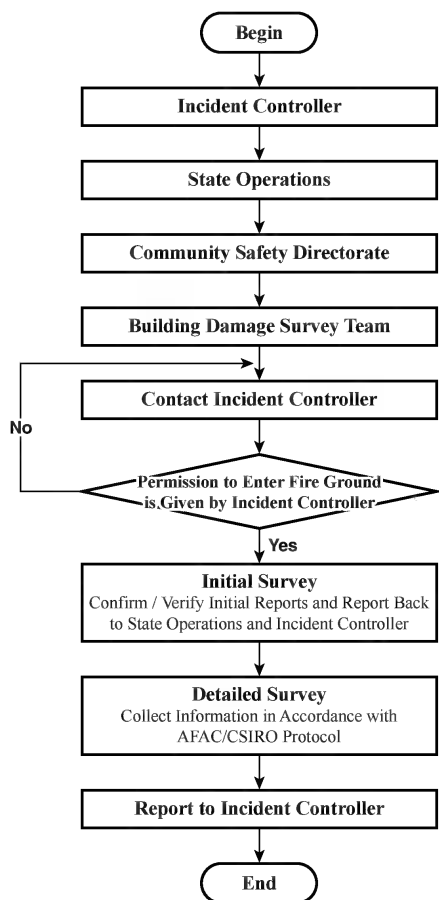 Begin
Incident Controller
State Operations
Community Safety Directorate
Building Damage Survey Team
Contact Incident Controller
No
Permission to Enter Fire Ground
is Given by Incident Controller
Yes
Initial Survey
Confirm / Verify Initial Reports and Report Back
to State Operations and Incident Controller
Detailed Survey
Collect Information in Accordance with
AFAC/CSIRO Protocol
Report to Incident Controller
End